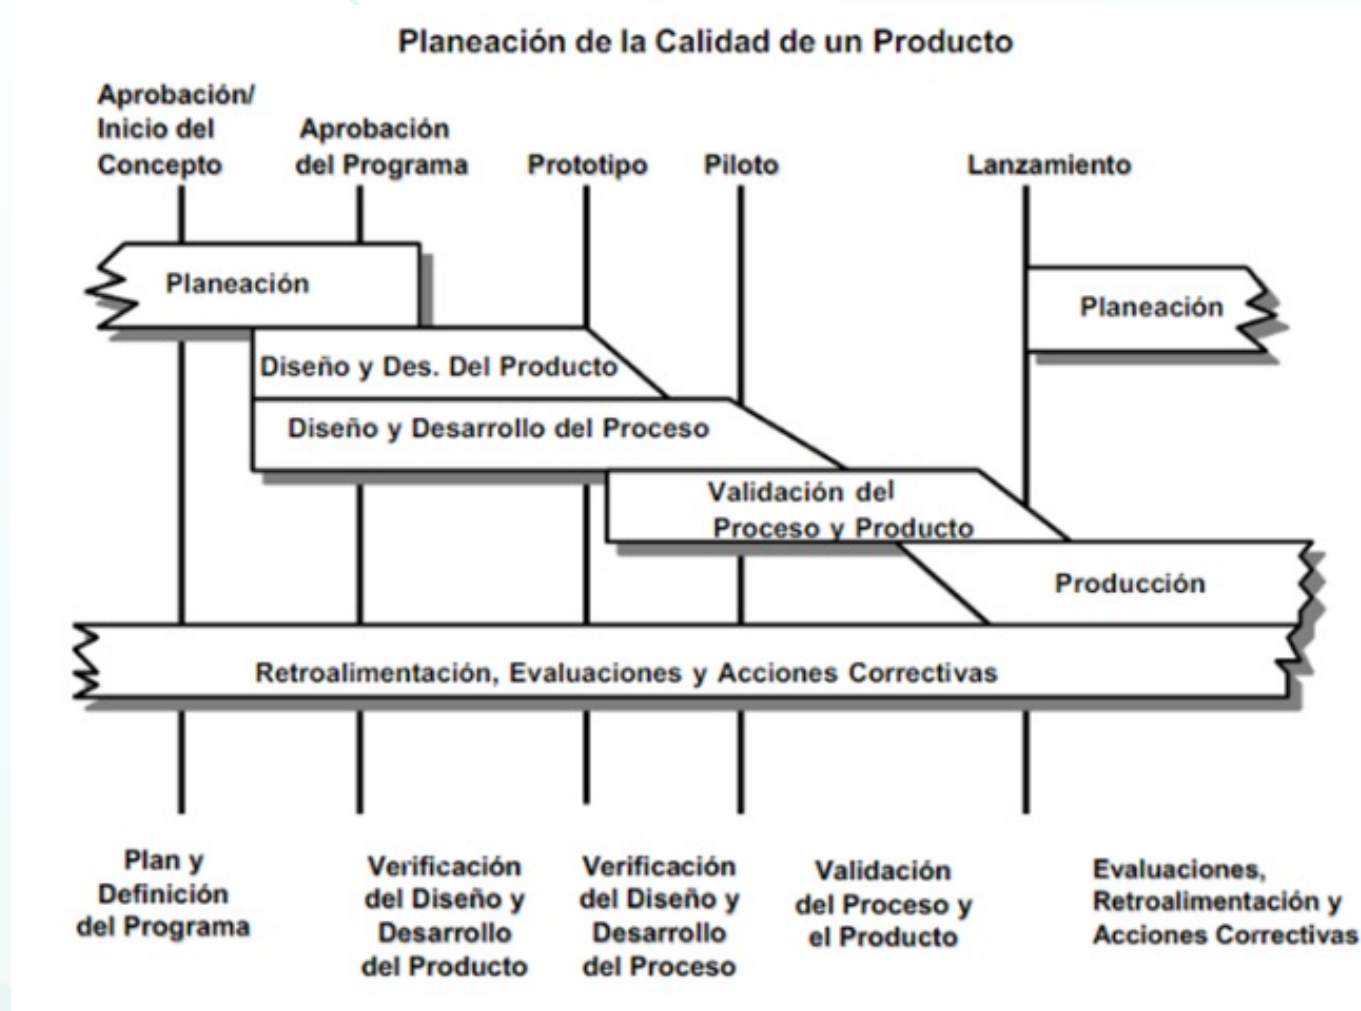 Planeación de la Calidad de un Producto
Aprobación/
Inicio del
Concepto
Aprobación
del Programa
Prototipo
Piloto
Lanzamiento
Planeación
Planeación
Diseño y Des. Del Producto
Diseño y Desarrollo del Proceso
Validación del
Proceso y Producto
Producción
Retroalimentación, Evaluaciones y Acciones Correctivas
Plan y
Definición
del Programa
Verificación
del Diseño y
Desarrollo
del Producto
Verificación
del Diseño y
Desarrollo
del Proceso
Validación
del Proceso y
el Producto
Evaluaciones,
Retroalimentación y
Acciones Correctivas